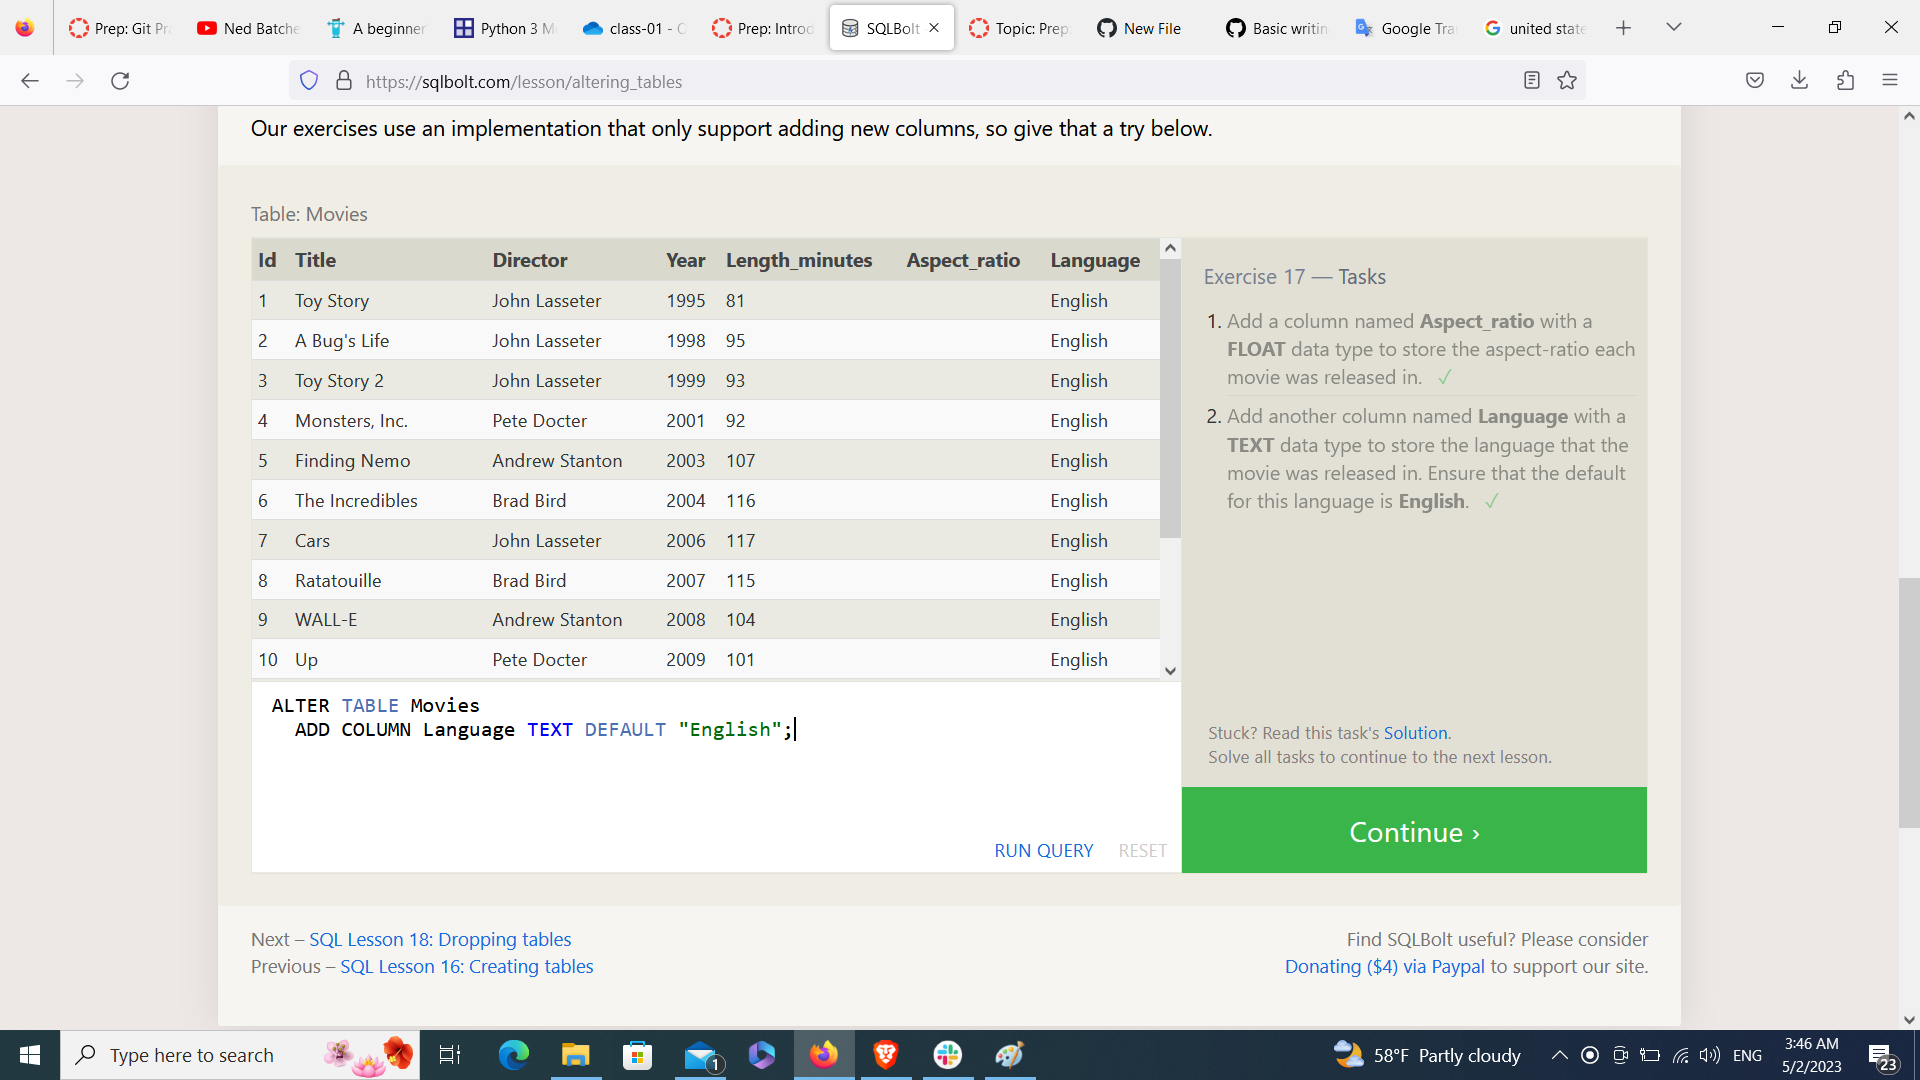 Prep: Git Pra
Ned Batche
A beginner
Python 3 Mo
class-01 - O
Prep: Introd
SQLBolt
Topic: Prep:
New File
Basic writin
Google Tra
united state
https://sqlbolt.com/lesson/altering_tables
Our exercises use an implementation that only support adding new columns, so give that a try below.
Table: Movies
Id Title Director Year Length_minutes Aspect_ratio Language
1 Toy Story John Lasseter 1995 81 English
2 A Bug's Life John Lasseter 1998 95 English
3 Toy Story 2 John Lasseter 1999 93 English
4 Monsters, Inc. Pete Docter 2001 92 English
5 Finding Nemo Andrew Stanton 2003 107 English
6 The Incredibles Brad Bird 2004 116 English
7 Cars John Lasseter 2006 117 English
8 Ratatouille Brad Bird 2007 115 English
9 WALL-E Andrew Stanton 2008 104 English
10 Up Pete Docter 2009 101 English
ALTER TABLE Movies
ADD COLUMN Language TEXT DEFAULT "English";
RUN QUERY RESET
Exercise 17 — Tasks
1. Add a column named Aspect_ratio with a
FLOAT data type to store the aspect-ratio each
movie was released in. ✓
2. Add another column named Language with a
TEXT data type to store the language that the
movie was released in. Ensure that the default
for this language is English. ✓
Stuck? Read this task's Solution.
Solve all tasks to continue to the next lesson.
Continue ›
Next – SQL Lesson 18: Dropping tables
Previous – SQL Lesson 16: Creating tables
Find SQLBolt useful? Please consider
Donating ($4) via Paypal to support our site.
Type here to search
1
58°F Partly cloudy
ENG
3:46 AM
5/2/2023
23